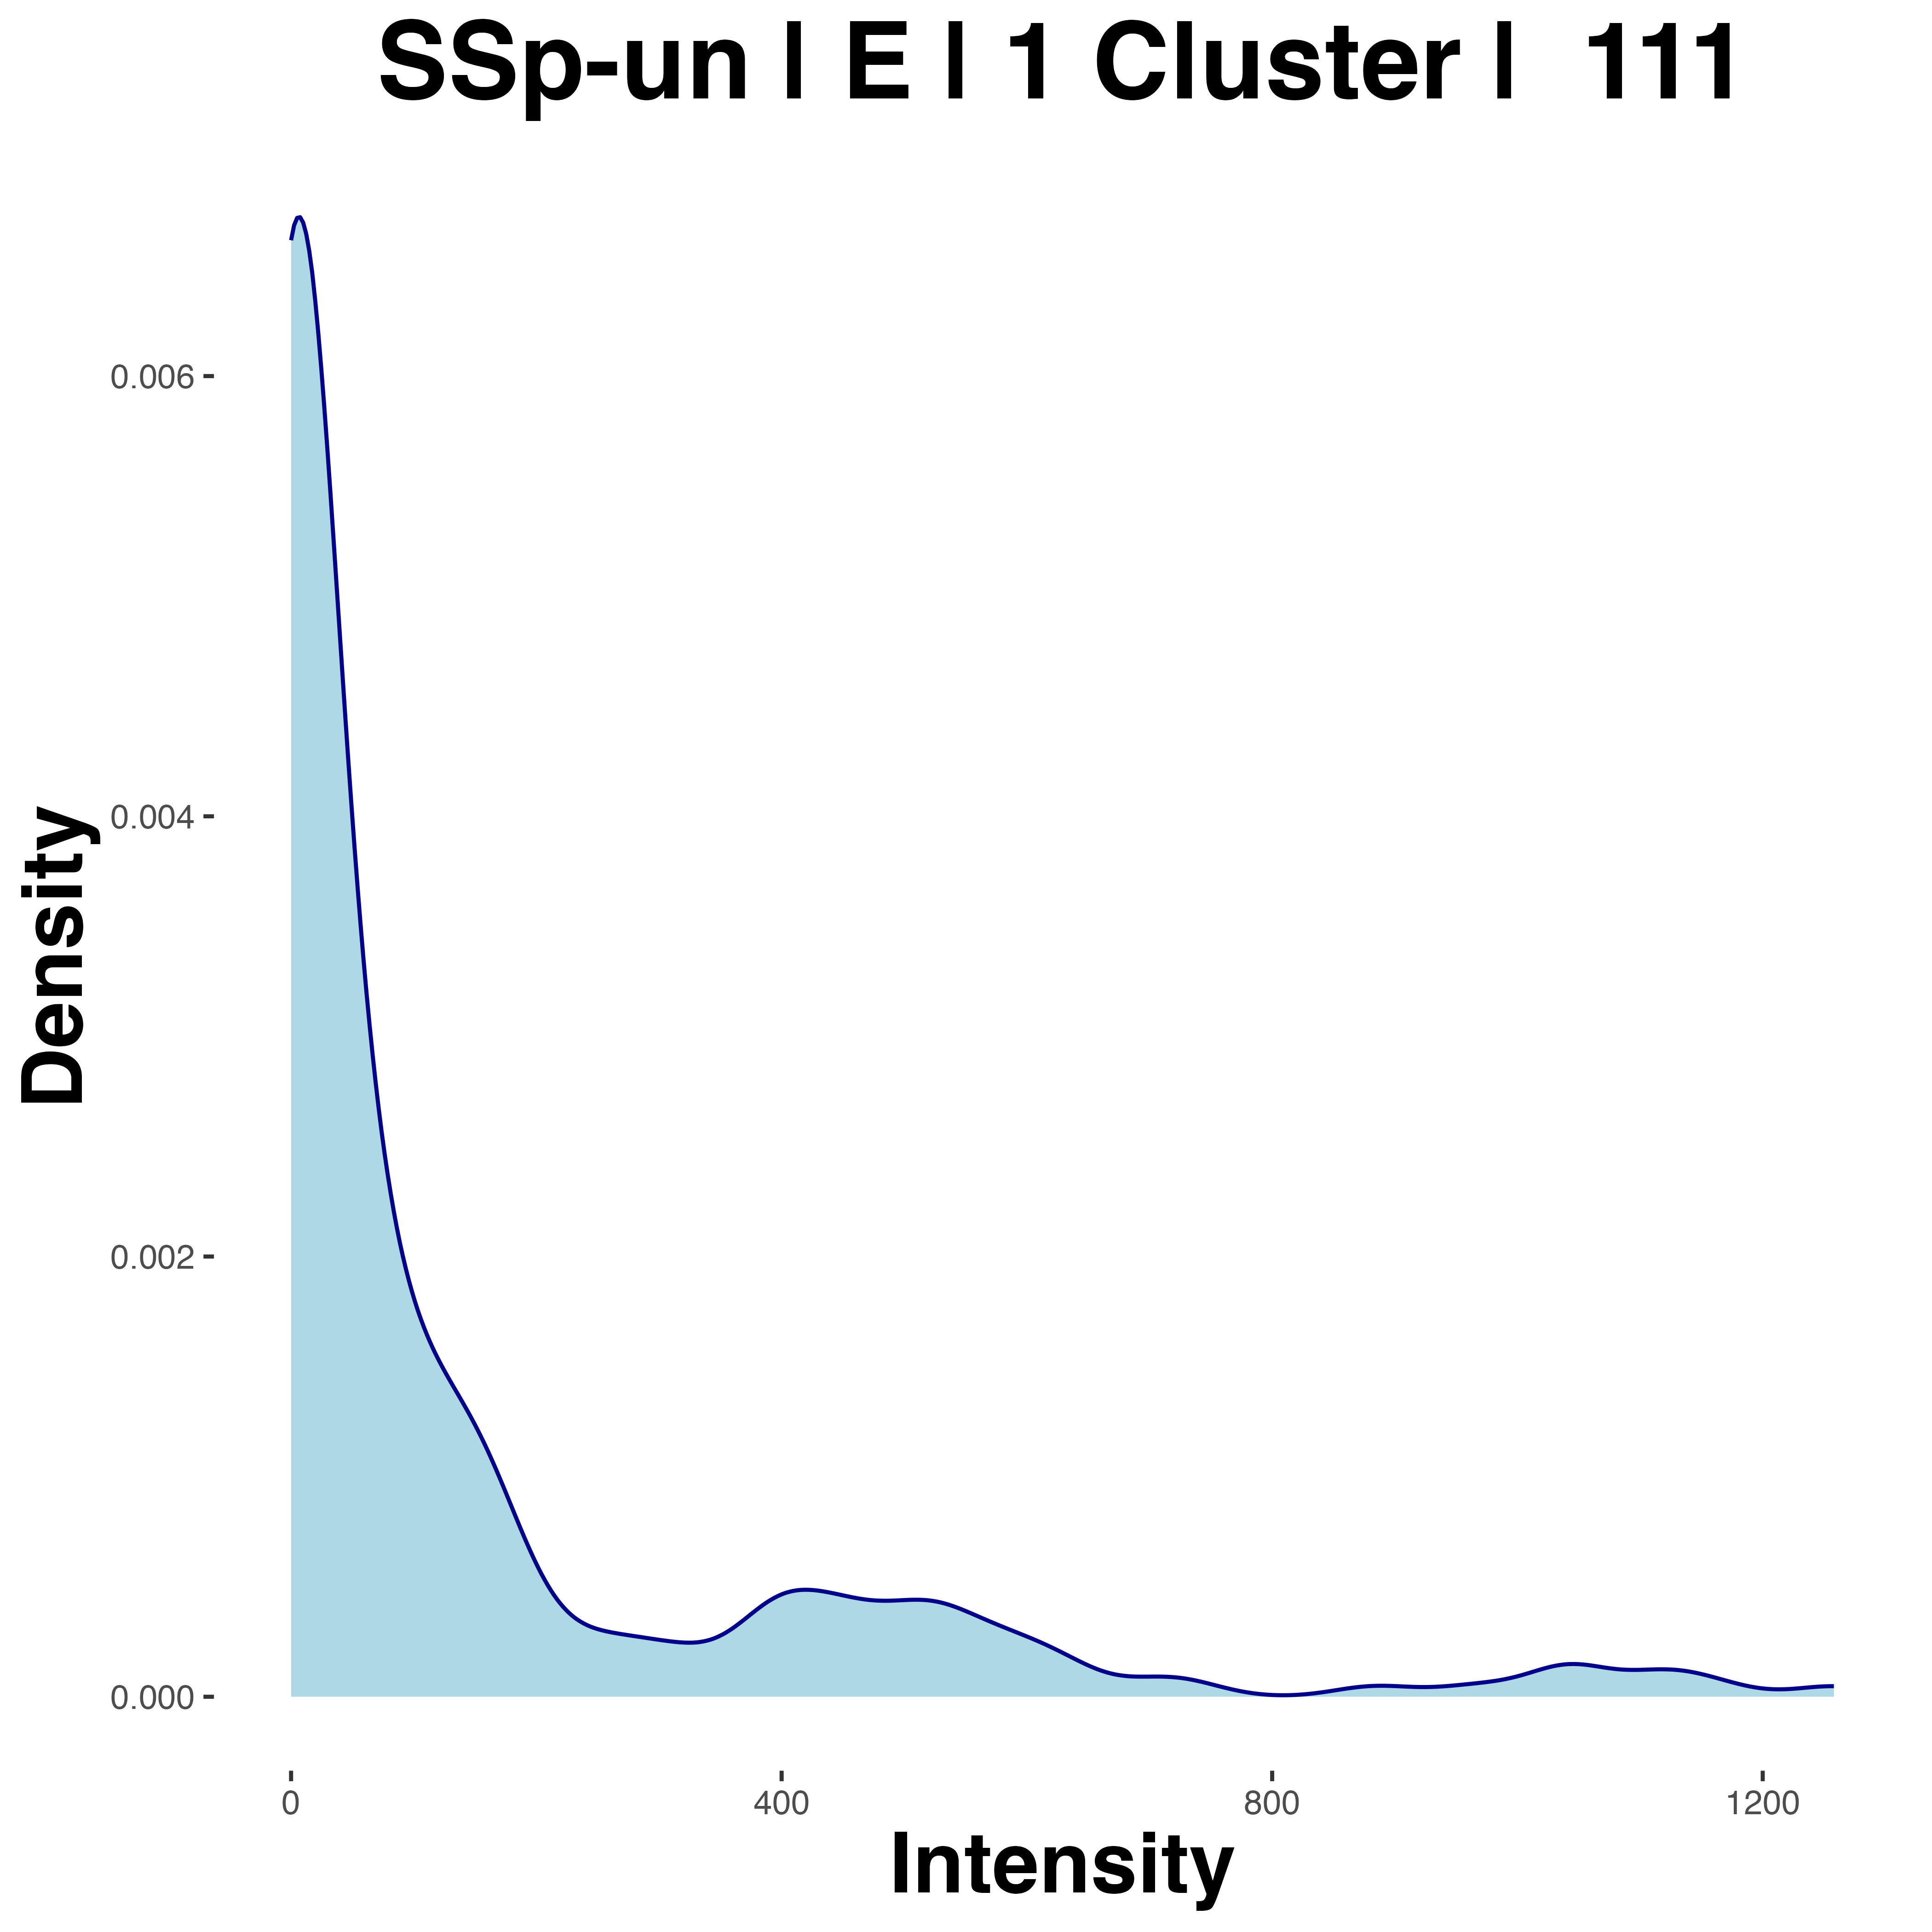 SSp-un | E | 1 Cluster | 111
0.006
0.004
0.002
0.000
Density
0 400 800 1200
Intensity